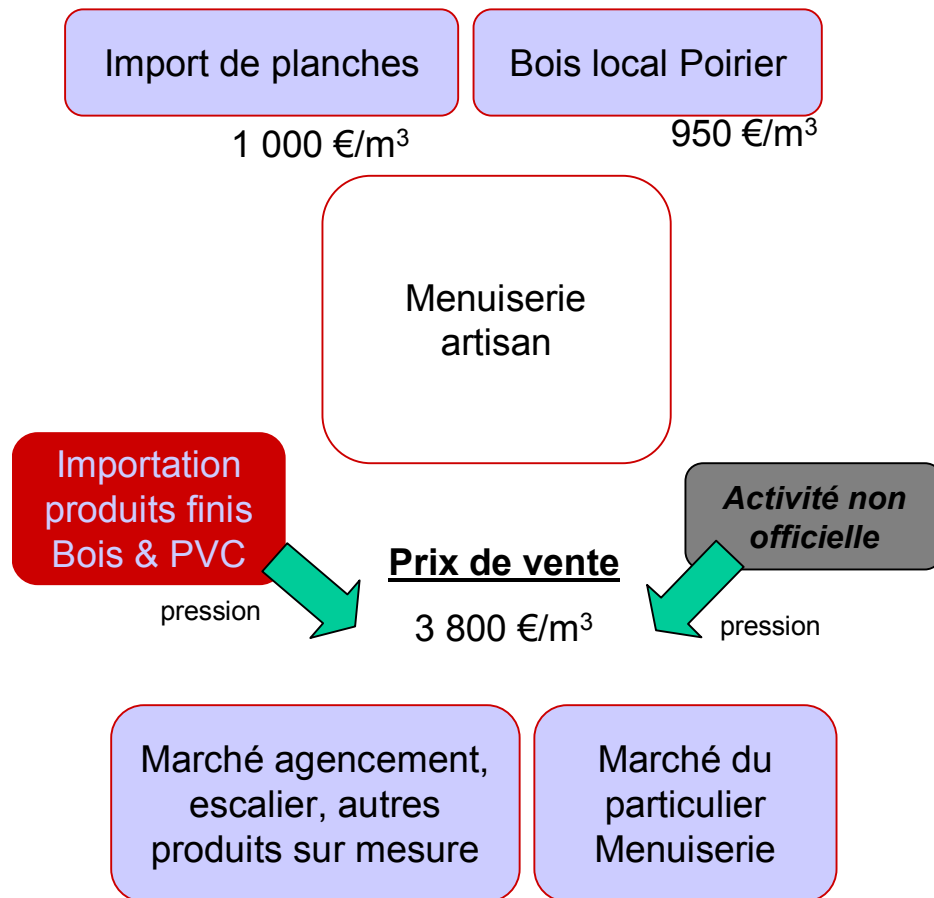 Import de planches
Bois local Poirier
1 000 €/m³
950 €/m³
Menuiserie
artisan
Importation
produits finis
Bois & PVC
Activité non
officielle
Prix de vente
pression
3 800 €/m³
pression
Marché agencement,
escalier, autres
produits sur mesure
Marché du
particulier
Menuiserie